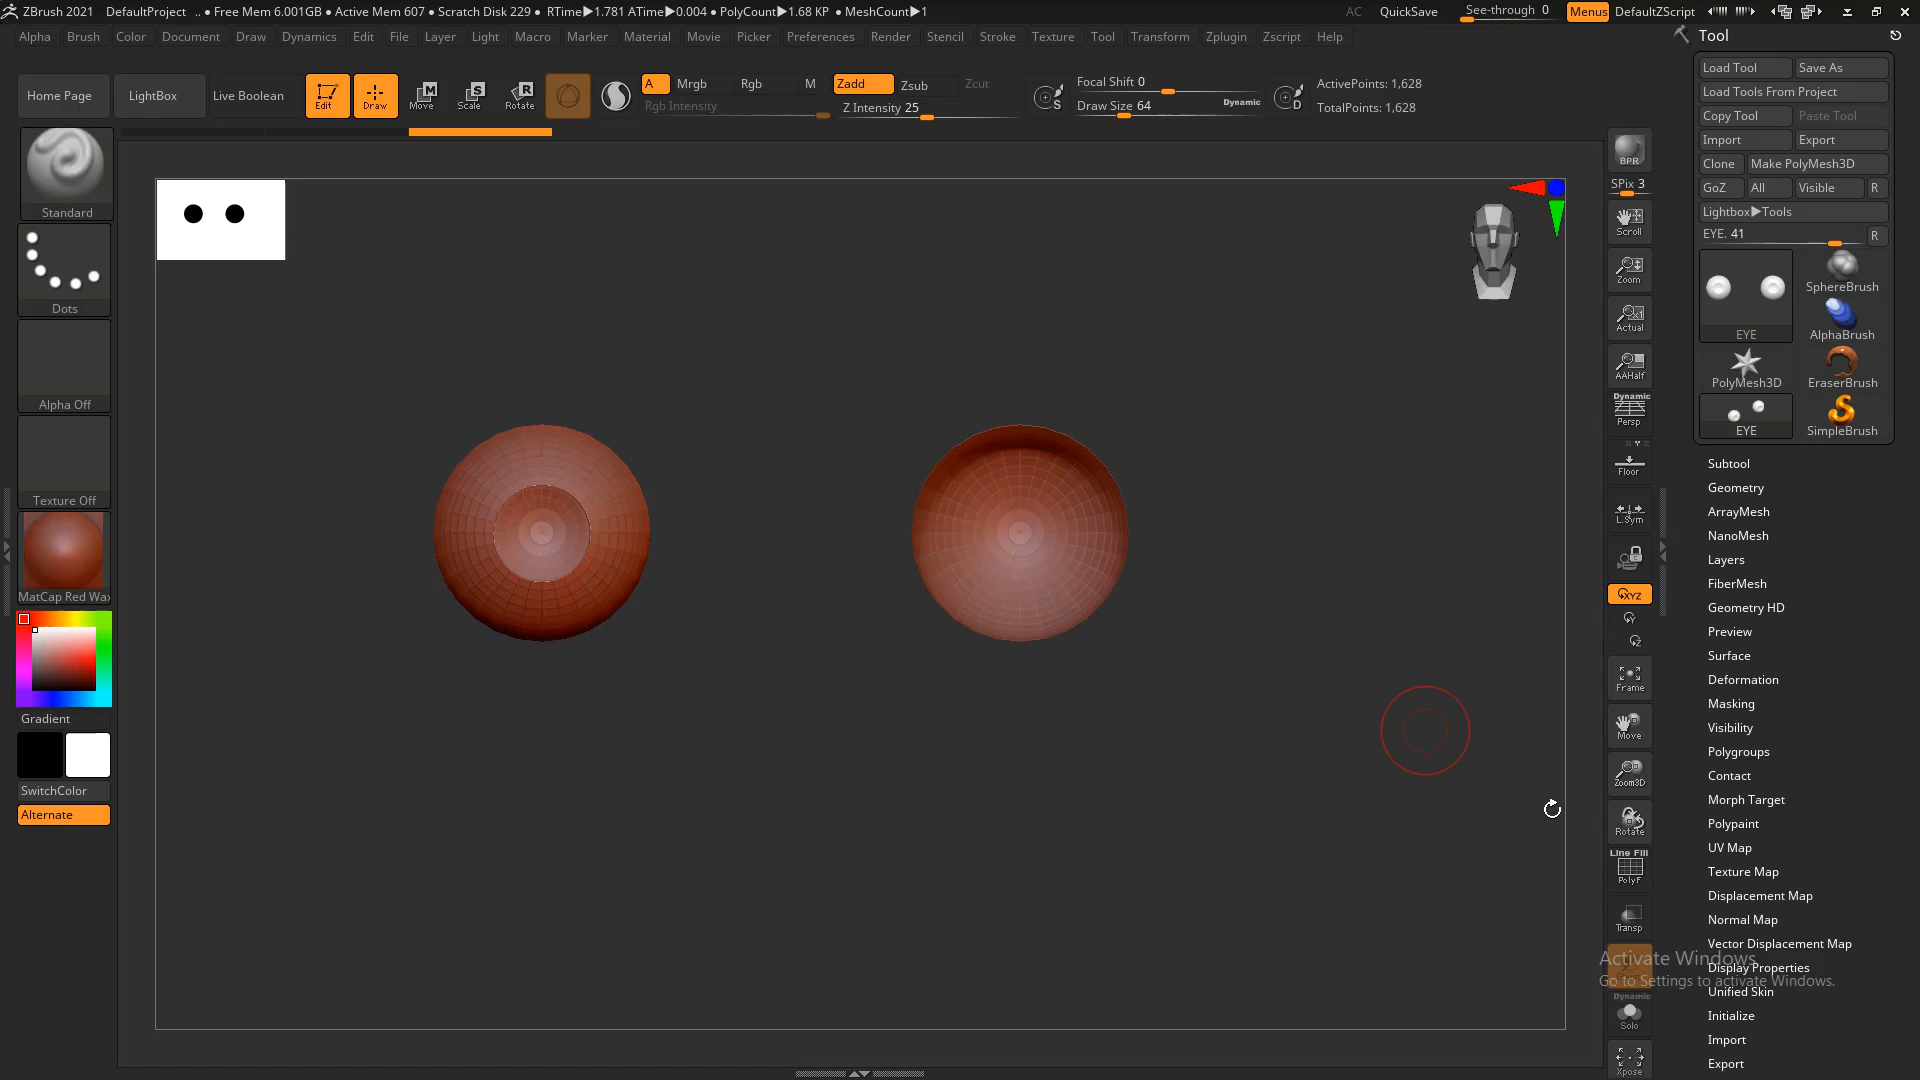 ZBrush 2021 DefaultProject .. ● Free Mem 6.001GB ● Active Mem 607 ● Scratch Disk 229 ● RTime▶1.781 ATime▶0.004 ● PolyCount▶1.68 KP ● MeshCount▶1 AC QuickSave See-through 0 Menus DefaultZScript
Alpha Brush Color Document Draw Dynamics Edit File Layer Light Macro Marker Material Movie Picker Preferences Render Stencil Stroke Texture Tool Transform Zplugin Zscript Help
Home Page LightBox Live Boolean Edit Draw Move Scale Rotate
A Mrgb Rgb M Zadd Zsub Zcut
Rgb Intensity Z Intensity 25
Focal Shift 0
Draw Size 64 Dynamic
S D
ActivePoints: 1,628
TotalPoints: 1,628
Standard
Dots
Alpha Off
Texture Off
MatCap Red Wax
Gradient
SwitchColor
Alternate
BPR
SPix 3
Scroll
Zoom
Actual
AAHalf
Dynamic
Persp
Floor
L.Sym
XYZ
Y
Z
Frame
Move
Zoom3D
Rotate
Line Fill
PolyF
Transp
Dynamic
Solo
Xpose
Tool
Load Tool Save As
Load Tools From Project
Copy Tool Paste Tool
Import Export
Clone Make PolyMesh3D
GoZ All Visible R
Lightbox▶Tools
EYE. 41 R
EYE SphereBrush
AlphaBrush
PolyMesh3D EraserBrush
EYE SimpleBrush
Subtool
Geometry
ArrayMesh
NanoMesh
Layers
FiberMesh
Geometry HD
Preview
Surface
Deformation
Masking
Visibility
Polygroups
Contact
Morph Target
Polypaint
UV Map
Texture Map
Displacement Map
Normal Map
Vector Displacement Map
Display Properties
Unified Skin
Initialize
Import
Export
Activate Windows
Go to Settings to activate Windows.